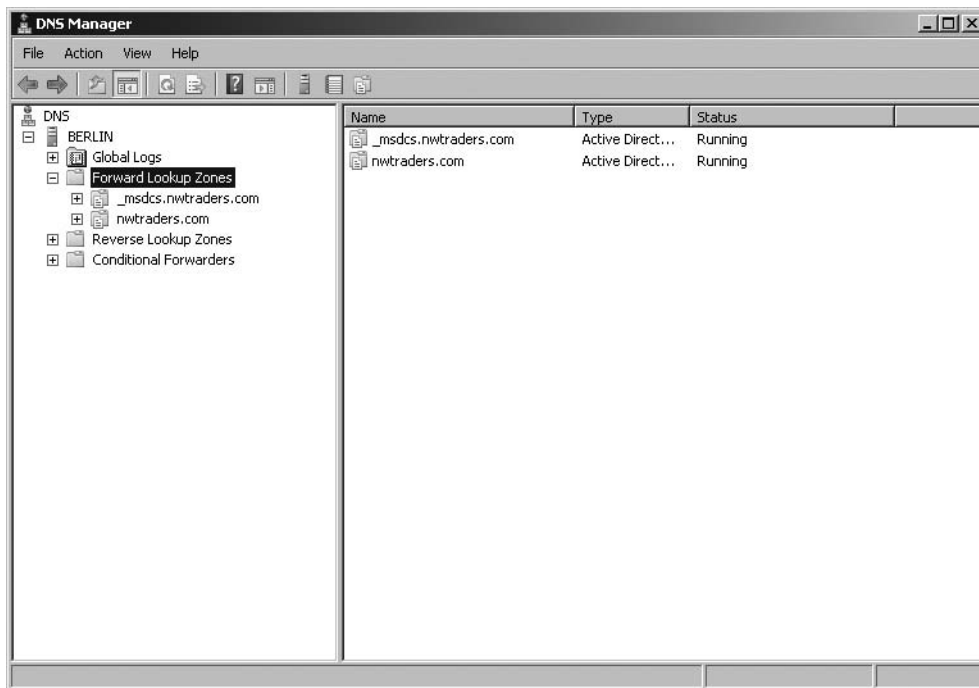 DNS Manager
File Action View Help
DNS
BERLIN
Global Logs
Forward Lookup Zones
_msdcs.nwtraders.com
nwtraders.com
Reverse Lookup Zones
Conditional Forwarders
Name Type Status
_msdcs.nwtraders.com Active Direct... Running
nwtraders.com Active Direct... Running